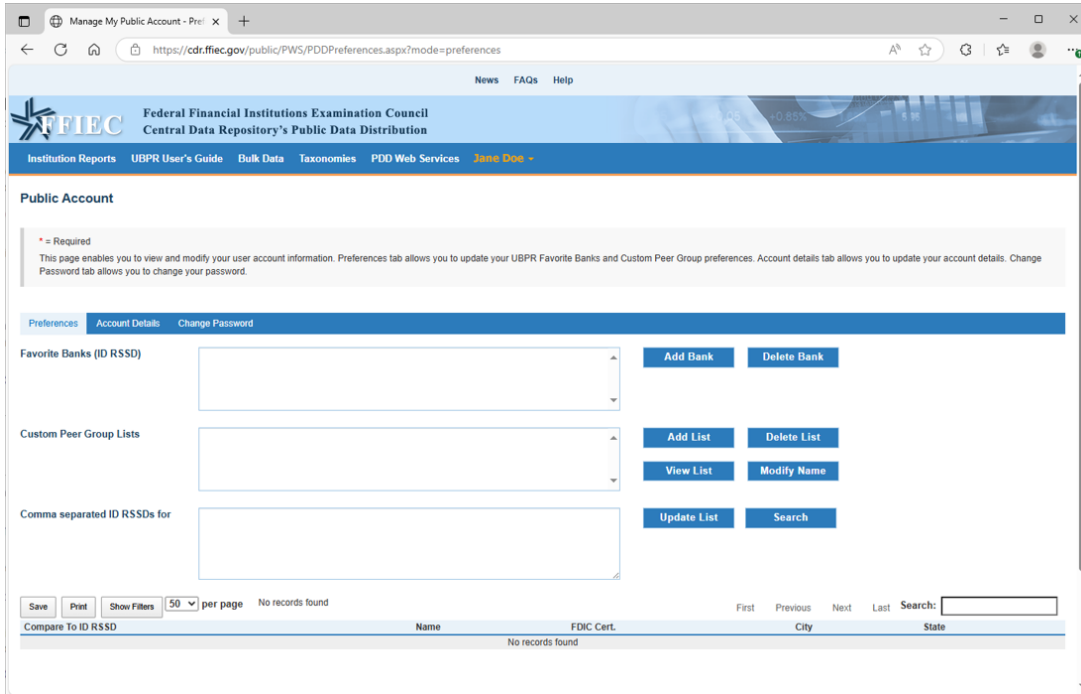 Manage My Public Account - Pre
https://cdr.ffiec.gov/public/PWS/PDDPreferences.aspx?mode=preferences
News FAQs Help
FFIEC
Federal Financial Institutions Examination Council
Central Data Repository's Public Data Distribution
+0.85%
Institution Reports UBPR User's Guide Bulk Data Taxonomies PDD Web Services Jane Doe
Public Account
* = Required
This page enables you to view and modify your user account information. Preferences tab allows you to update your UBPR Favorite Banks and Custom Peer Group preferences. Account details tab allows you to update your account details. Change
Password tab allows you to change your password.
Preferences Account Details Change Password
Favorite Banks (ID RSSD) Add Bank Delete Bank
Custom Peer Group Lists Add List Delete List
View List Modify Name
Comma separated ID RSSDs for Update List Search
Save Print Show Filters 50 per page No records found First Previous Next Last Search:
Compare To ID RSSD Name FDIC Cert. City State
No records found